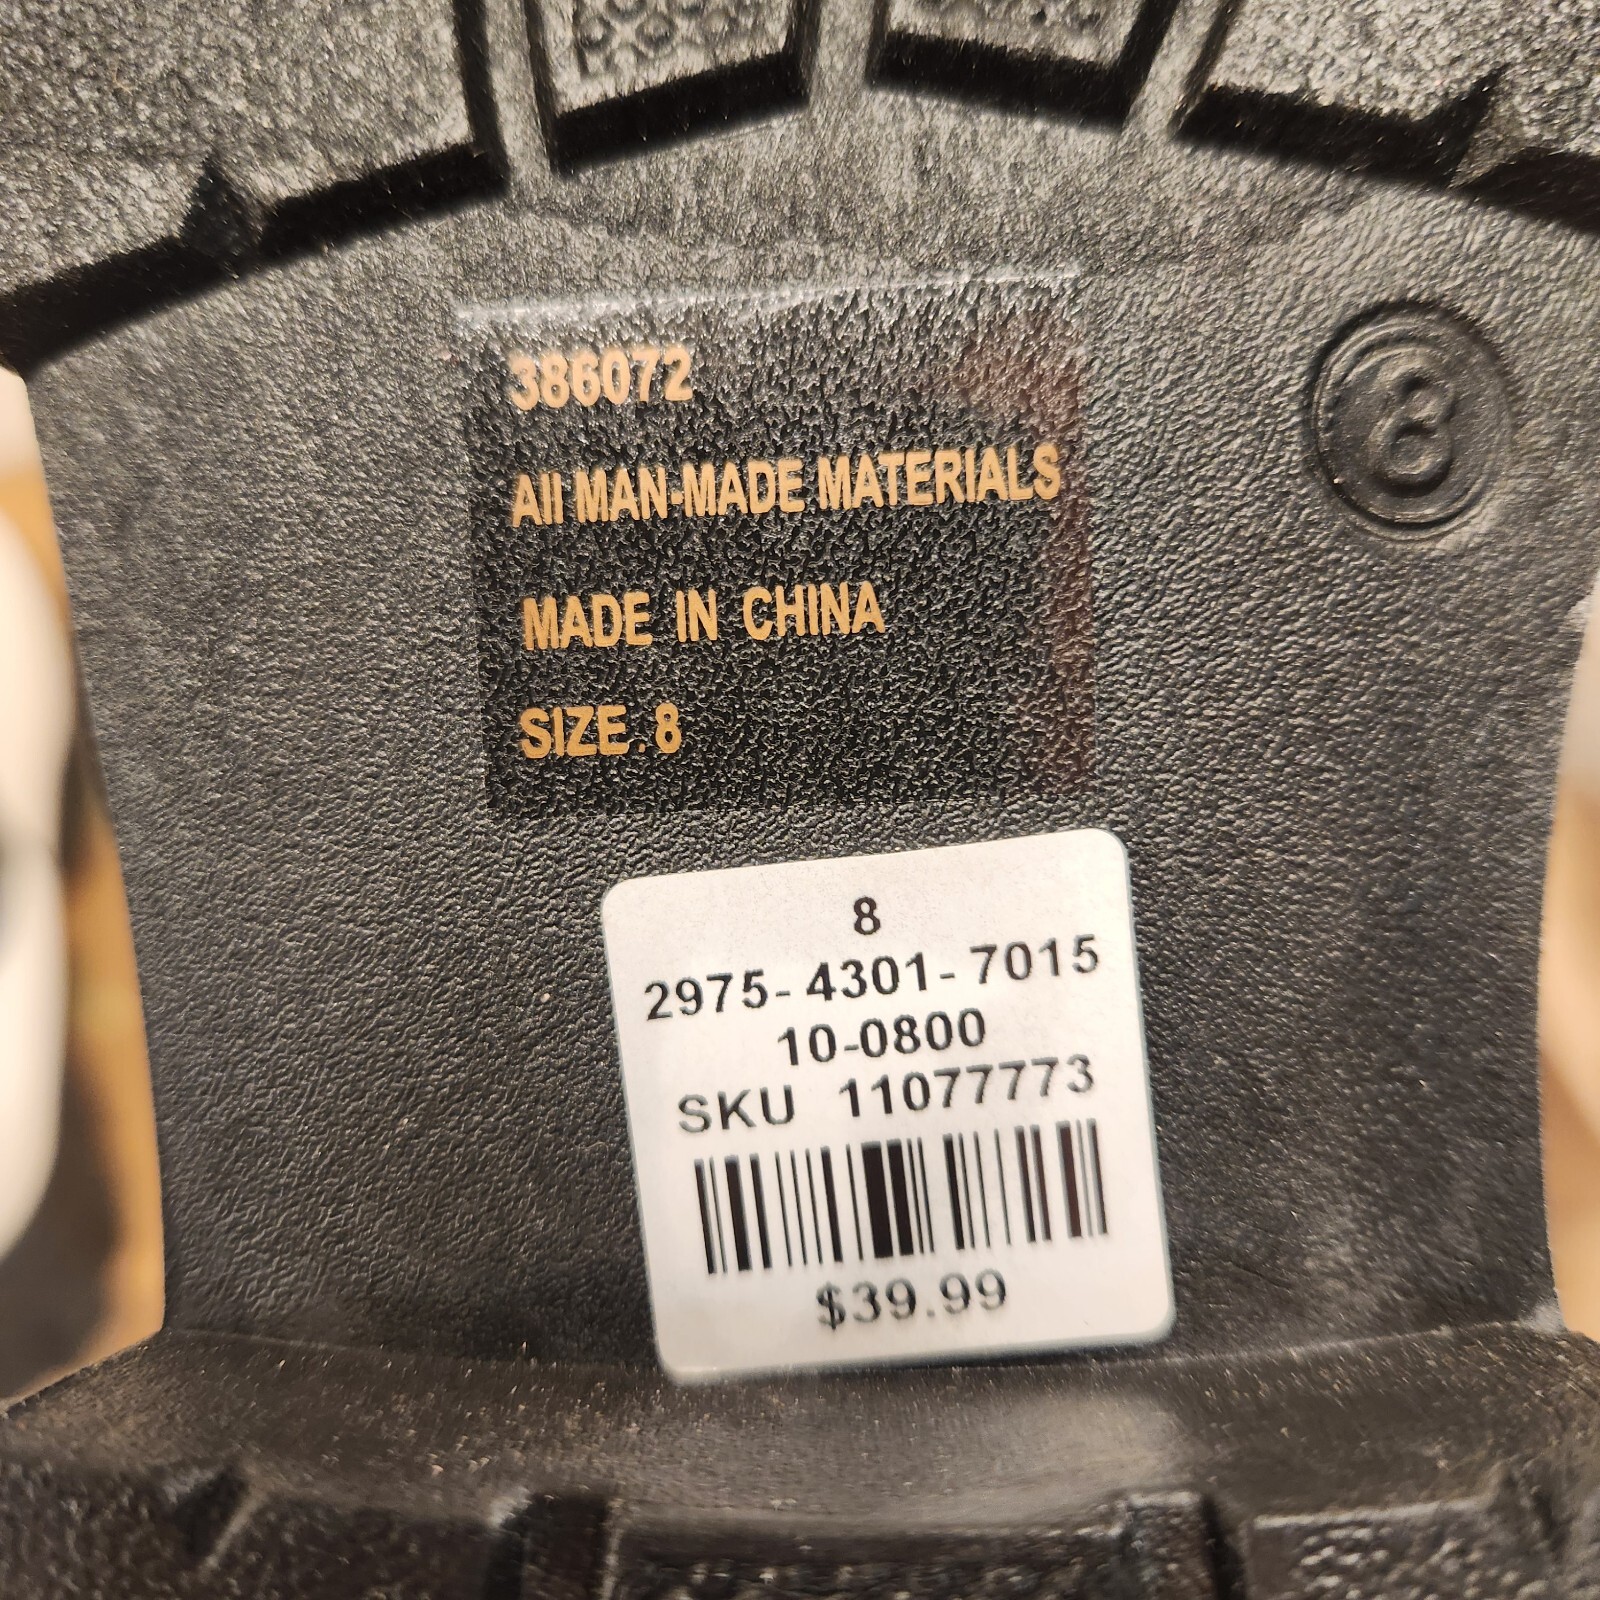 386072
All MAN-MADE MATERIALS
MADE IN CHINA
SIZE.8
8
8
2975-4301-7015
10-0800
SKU 11077773
$39.99